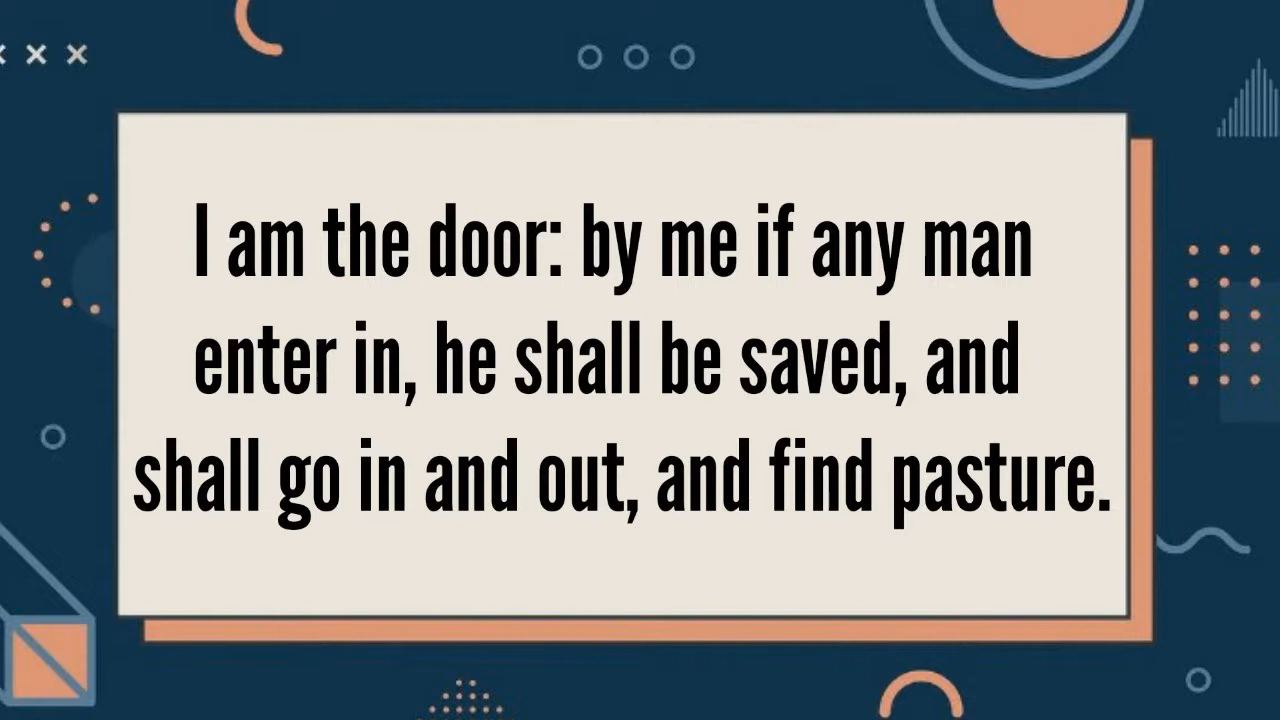 I am the door: by me if any man
enter in, he shall be saved, and
shall go in and out, and find pasture.